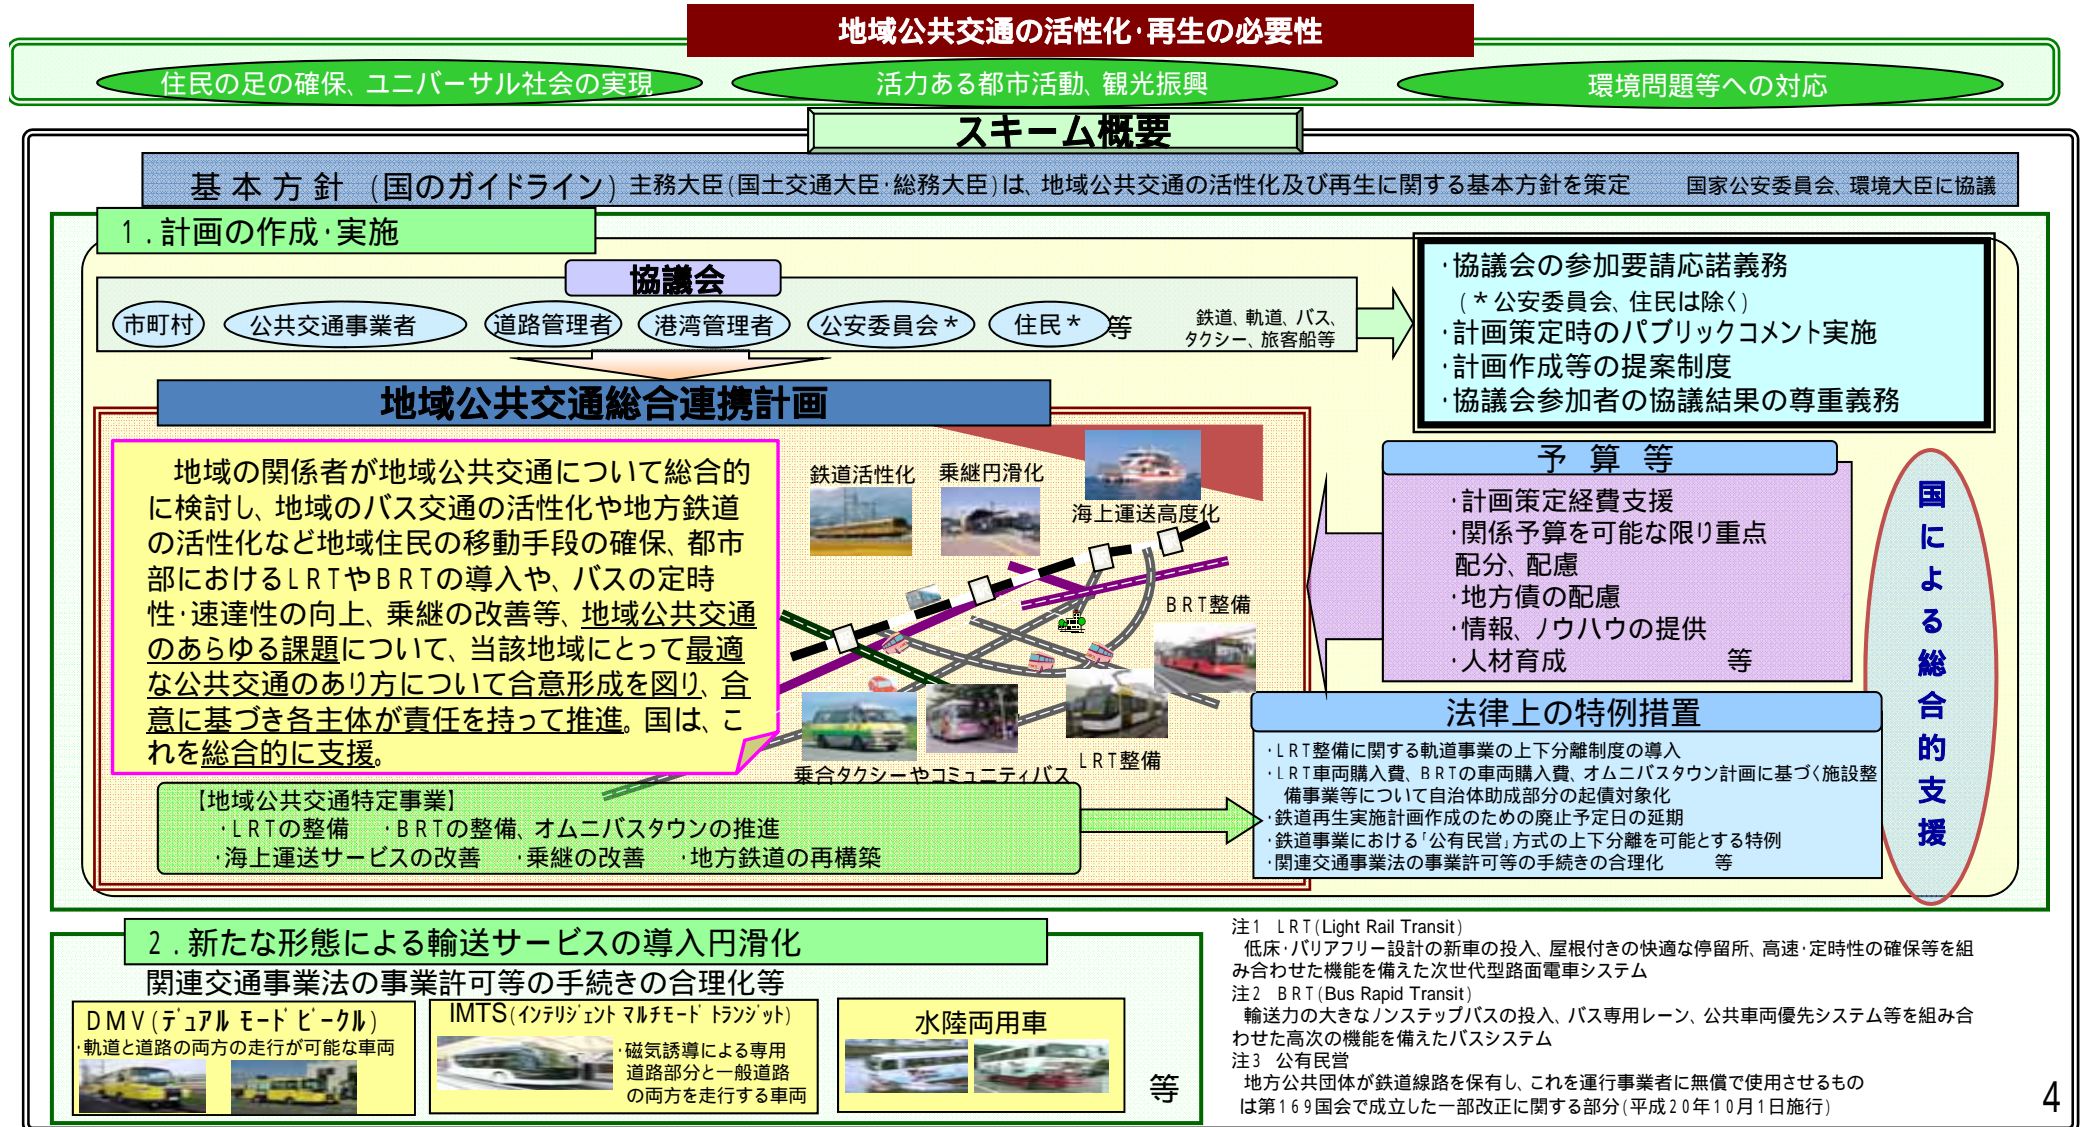 地域公共交通の活性化・再生の必要性
住民の足の確保、ユニバーサル社会の実現
活力ある都市活動、観光振興
環境問題等への対応
スキーム概要
基本方針（国のガイドライン）主務大臣（国土交通大臣・総務大臣）は、地域公共交通の活性化及び再生に関する基本方針を策定　国家公安委員会、環境大臣に協議
１．計画の作成・実施
協議会
市町村
公共交通事業者
道路管理者
港湾管理者
公安委員会＊
住民＊
等
鉄道、軌道、バス、
タクシー、旅客船等
・協議会の参加要請応諾義務
（＊公安委員会、住民は除く）
・計画策定時のパブリックコメント実施
・計画作成等の提案制度
・協議会参加者の協議結果の尊重義務
地域公共交通総合連携計画
地域の関係者が地域公共交通について総合的
に検討し、地域のバス交通の活性化や地方鉄道
の活性化など地域住民の移動手段の確保、都市
部におけるＬＲＴやＢＲＴの導入や、バスの定時
性・速達性の向上、乗継の改善等、地域公共交通
のあらゆる課題について、当該地域にとって最適
な公共交通のあり方について合意形成を図り、合
意に基づき各主体が責任を持って推進。国は、こ
れを総合的に支援。
鉄道活性化
乗継円滑化
海上運送高度化
ＢＲＴ整備
ＬＲＴ整備
乗合タクシーやコミュニティバス
【地域公共交通特定事業】
・ＬＲＴの整備　・ＢＲＴの整備、オムニバスタウンの推進
・海上運送サービスの改善　・乗継の改善　・地方鉄道の再構築
予算等
・計画策定経費支援
・関係予算を可能な限り重点
配分、配慮
・地方債の配慮
・情報、ノウハウの提供
・人材育成　等
法律上の特例措置
・ＬＲＴ整備に関する軌道事業の上下分離制度の導入
・ＬＲＴ車両購入費、ＢＲＴの車両購入費、オムニバスタウン計画に基づく施設整
備事業等について自治体助成部分の起債対象化
・鉄道再生実施計画作成のための廃止予定日の延期
・鉄道事業における「公有民営」方式の上下分離を可能とする特例
・関連交通事業法の事業許可等の手続きの合理化　等
国による総合的支援
２．新たな形態による輸送サービスの導入円滑化
関連交通事業法の事業許可等の手続きの合理化等
ＤＭＶ（ﾃﾞｭｱﾙ ﾓｰﾄﾞ ﾋﾞｰｸﾙ）
・軌道と道路の両方の走行が可能な車両
IMTS（ｲﾝﾃﾘｼﾞｪﾝﾄ ﾏﾙﾁﾓｰﾄﾞ ﾄﾗﾝｼﾞｯﾄ）
・磁気誘導による専用
道路部分と一般道路
の両方を走行する車両
水陸両用車
等
注１　ＬＲＴ（Light Rail Transit）
低床・バリアフリー設計の新車の投入、屋根付きの快適な停留所、高速・定時性の確保等を組
み合わせた機能を備えた次世代型路面電車システム
注２　ＢＲＴ（Bus Rapid Transit）
輸送力の大きなノンステップバスの投入、バス専用レーン、公共車両優先システム等を組み合
わせた高次の機能を備えたバスシステム
注３　公有民営
地方公共団体が鉄道線路を保有し、これを運行事業者に無償で使用させるもの
は第１６９国会で成立した一部改正に関する部分（平成２０年１０月１日施行）
4